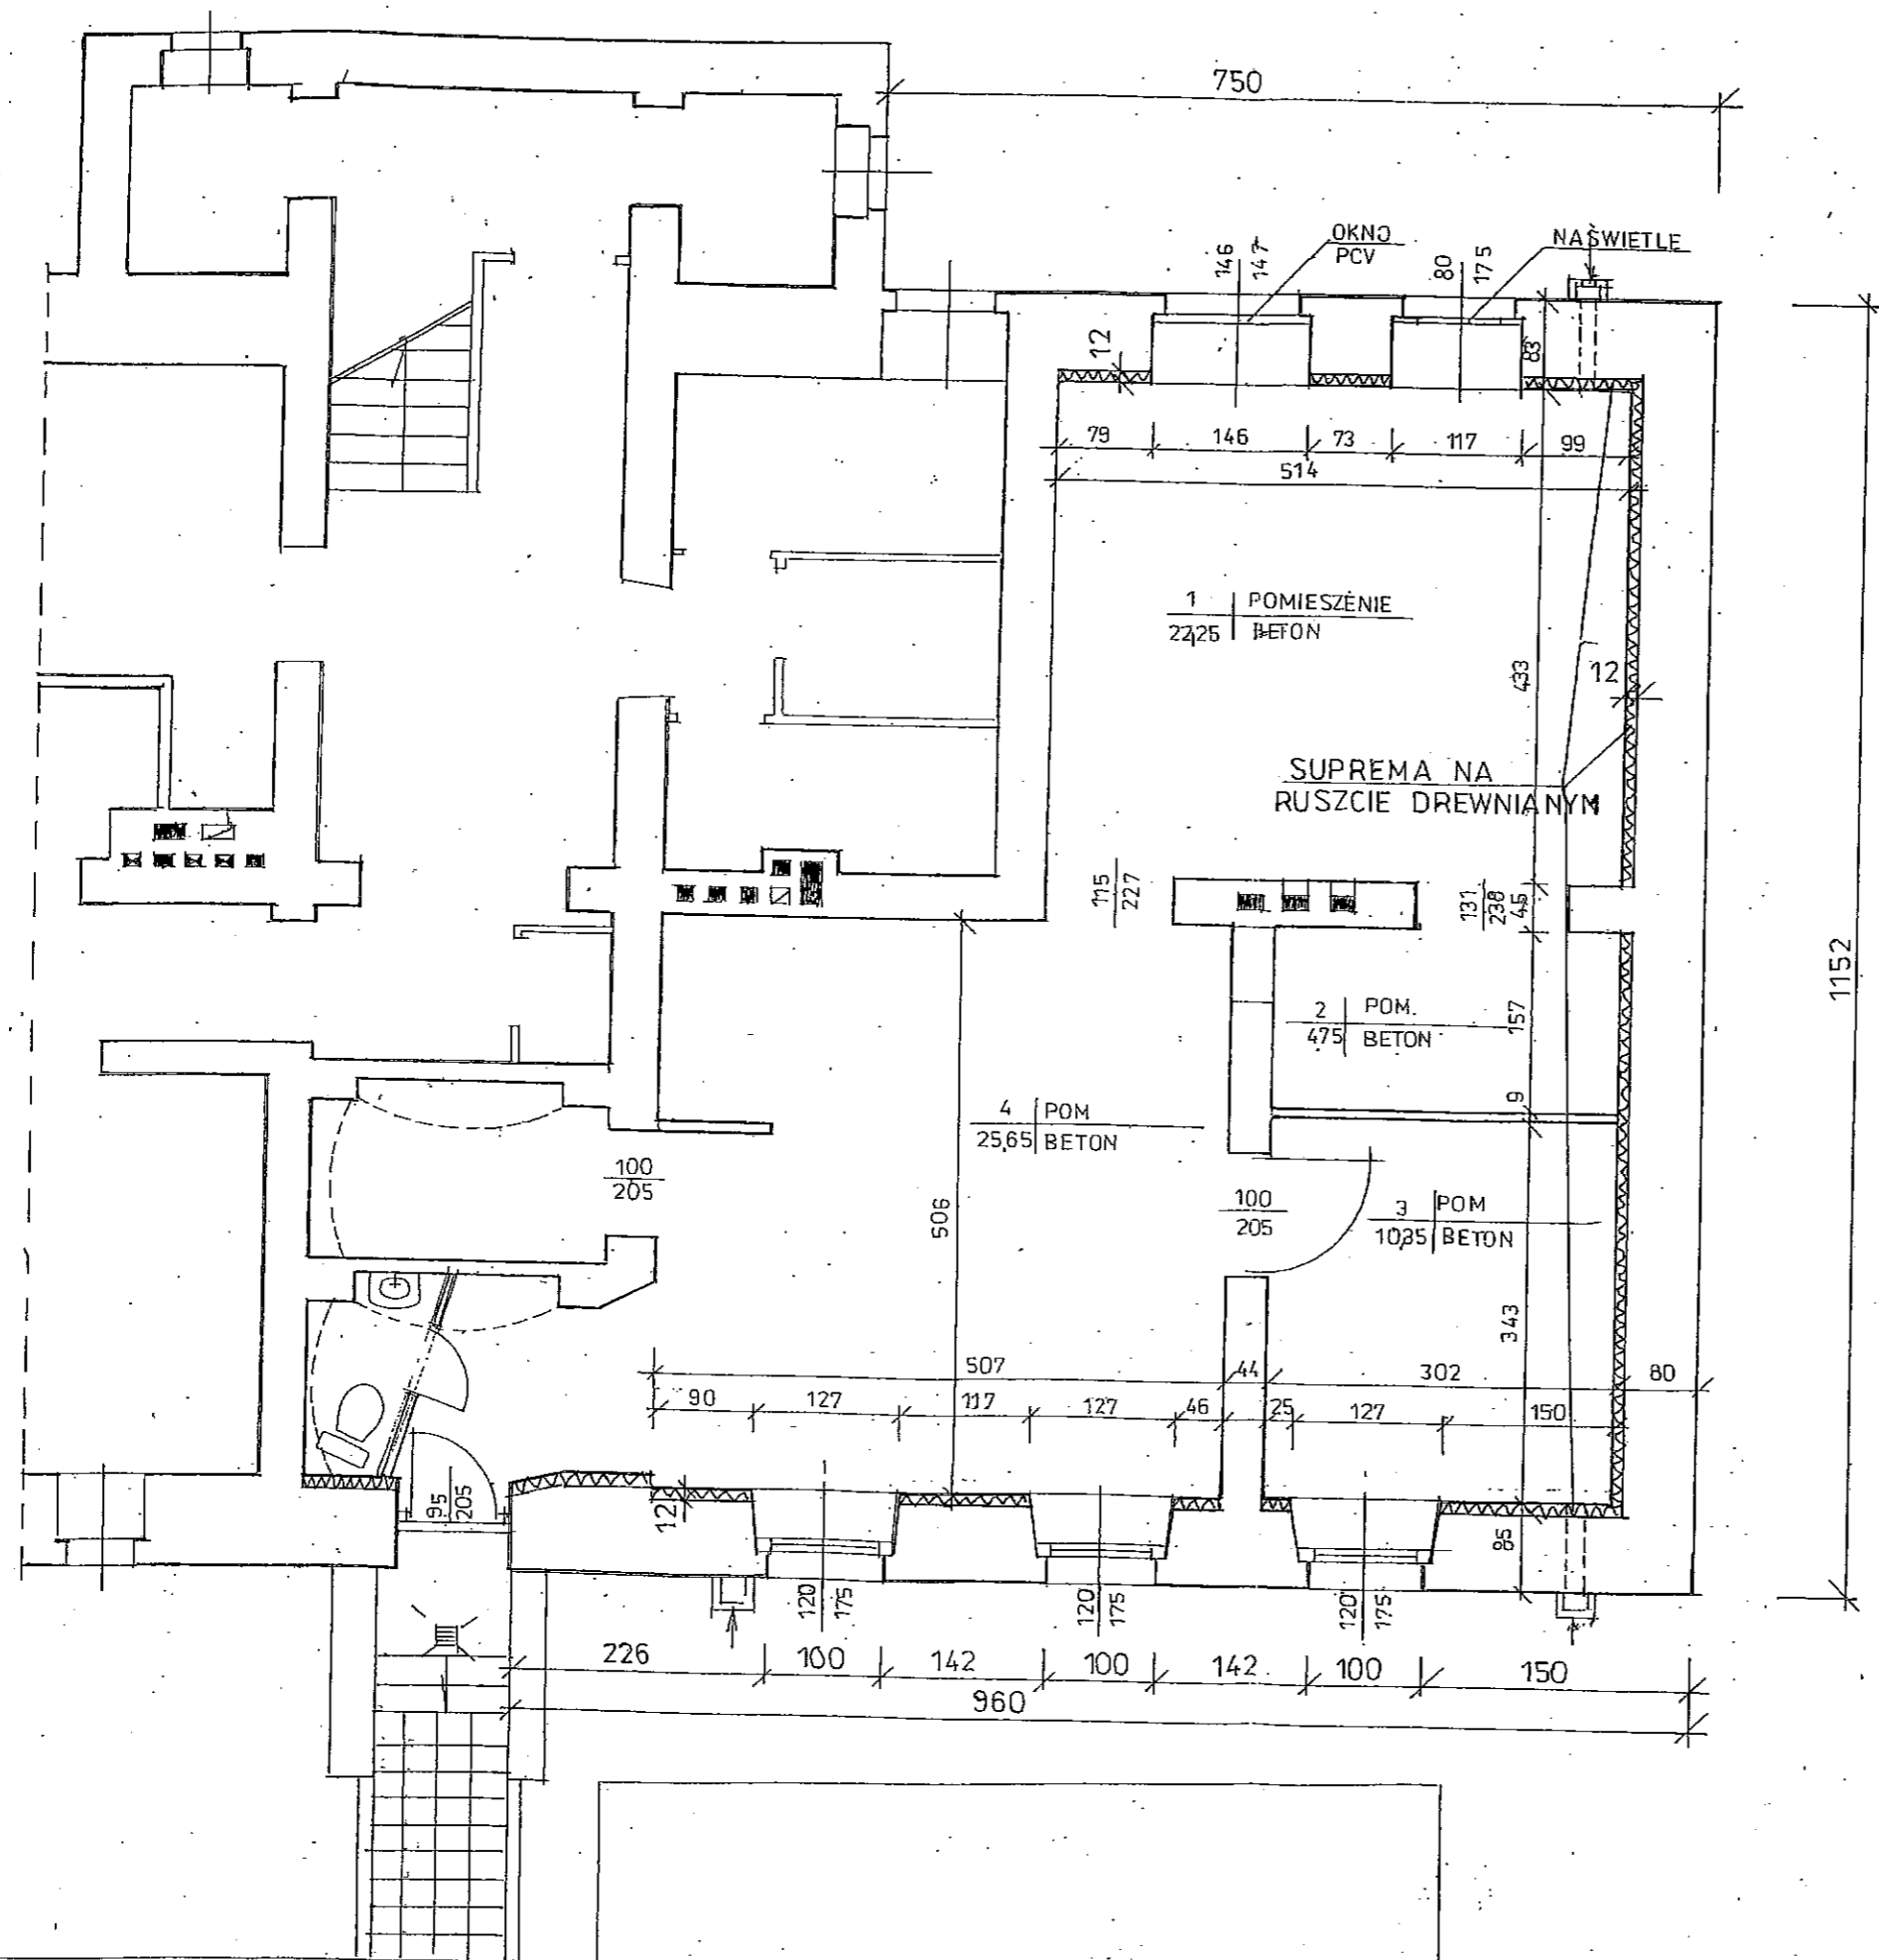 750
OKNO
PCV
NAŚWIETLE
146
147
80
175
12
83
79 146 73 117 99
514
1 POMIESZENIE
22,25 BETON
433
12
SUPREMA NA
RUSZCIE DREWNIANYM
115
227
131
238
45
1152
2 POM.
4,75 BETON
157
9
4 POM
25,65 BETON
100
205
506
100
205
3 POM
10,35 BETON
343
507 44 302 80
90 127 117 127 46 25 127 150
95
205
12
85
120
175
120
175
120
175
226 100 142 100 142 100 150
960